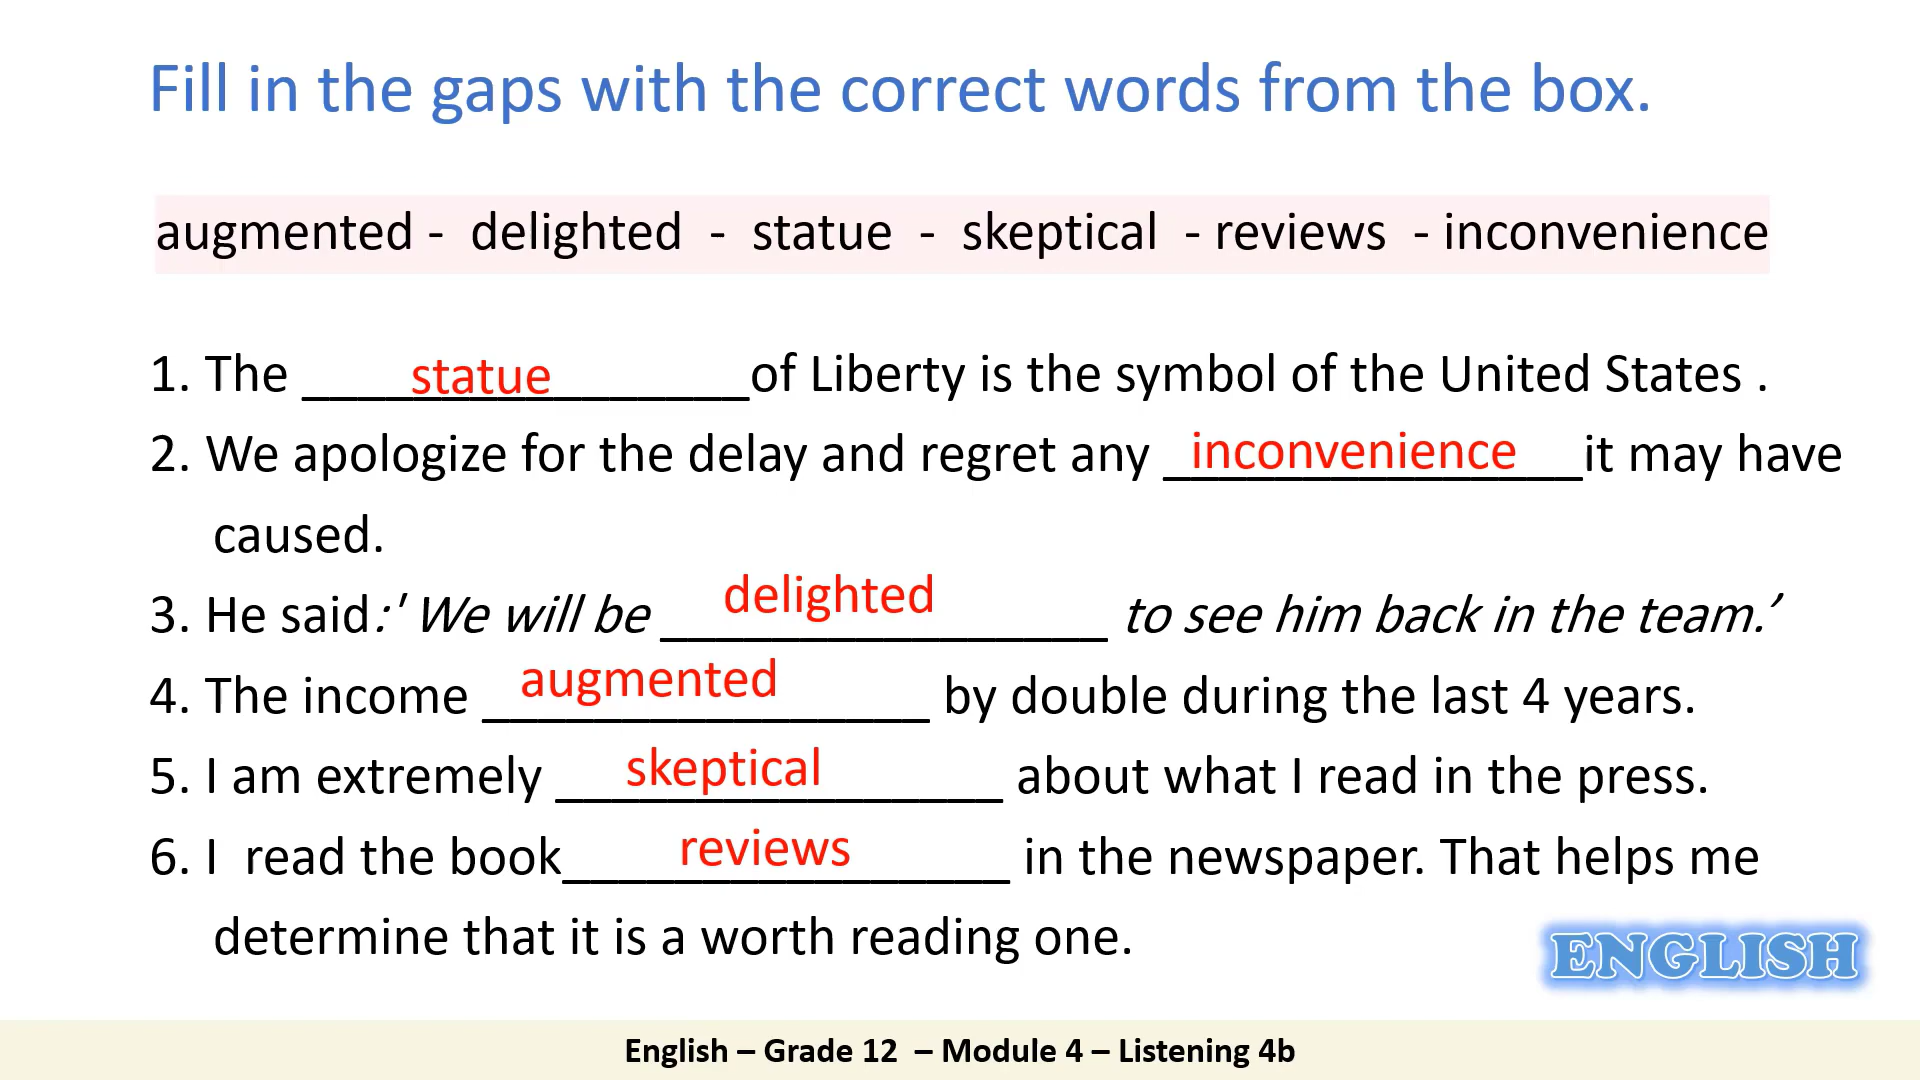 Fill in the gaps with the correct words from the box.
augmented - delighted - statue - skeptical - reviews - inconvenience
1. The ________statue________of Liberty is the symbol of the United States .
2. We apologize for the delay and regret any _inconvenience_it may have
caused.
3. He said:' We will be __delighted______ to see him back in the team.’
4. The income _augmented_____ by double during the last 4 years.
5. I am extremely __skeptical______ about what I read in the press.
6. I read the book____reviews_____ in the newspaper. That helps me
determine that it is a worth reading one.
ENGLISH
English – Grade 12 – Module 4 – Listening 4b